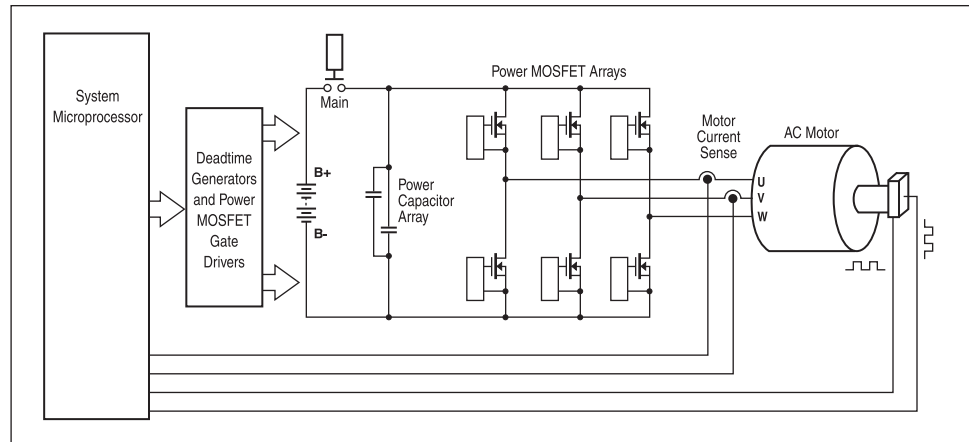 System
Microprocessor
Deadtime
Generators
and Power
MOSFET
Gate
Drivers
Main
B+
B-
Power
Capacitor
Array
Power MOSFET Arrays
Motor
Current
Sense
AC Motor
U
V
W